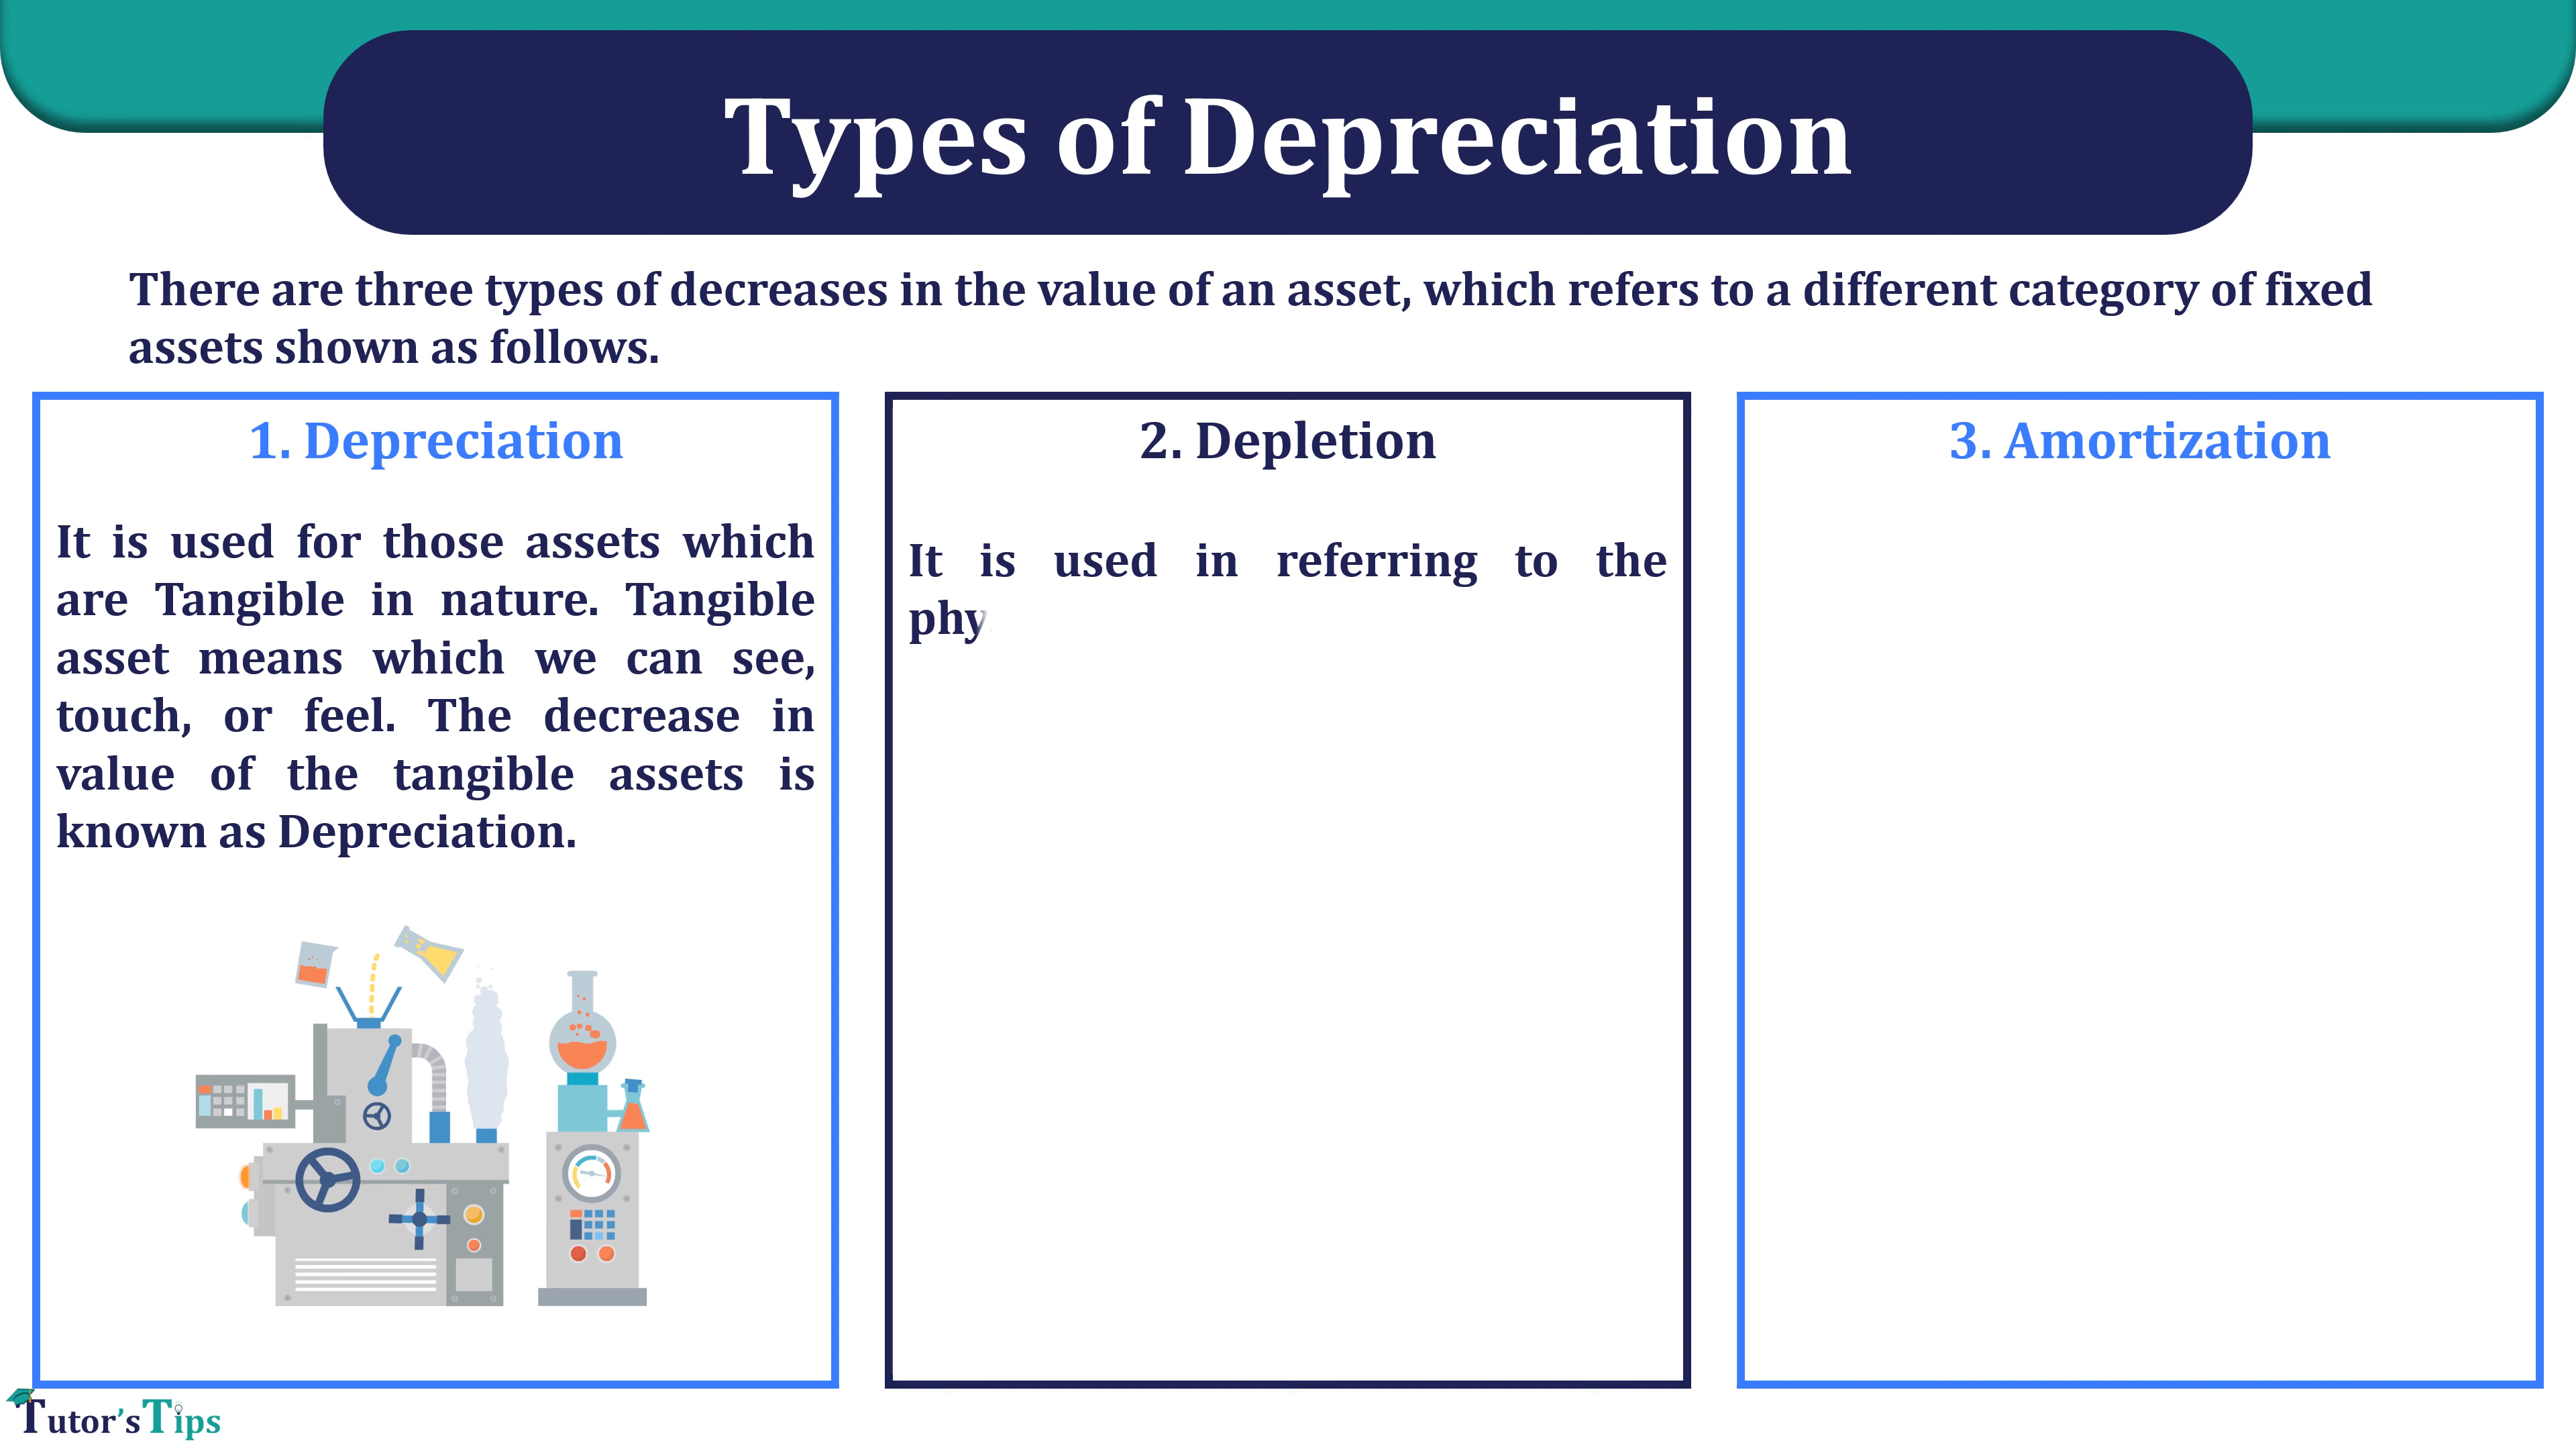 Types of Depreciation
There are three types of decreases in the value of an asset, which refers to a different category of fixed
assets shown as follows.
1. Depreciation
It is used for those assets which
are Tangible in nature. Tangible
asset means which we can see,
touch, or feel. The decrease in
value of the tangible assets is
known as Depreciation.
2. Depletion
It is used in referring to the
phy
3. Amortization
Tutor'sTips